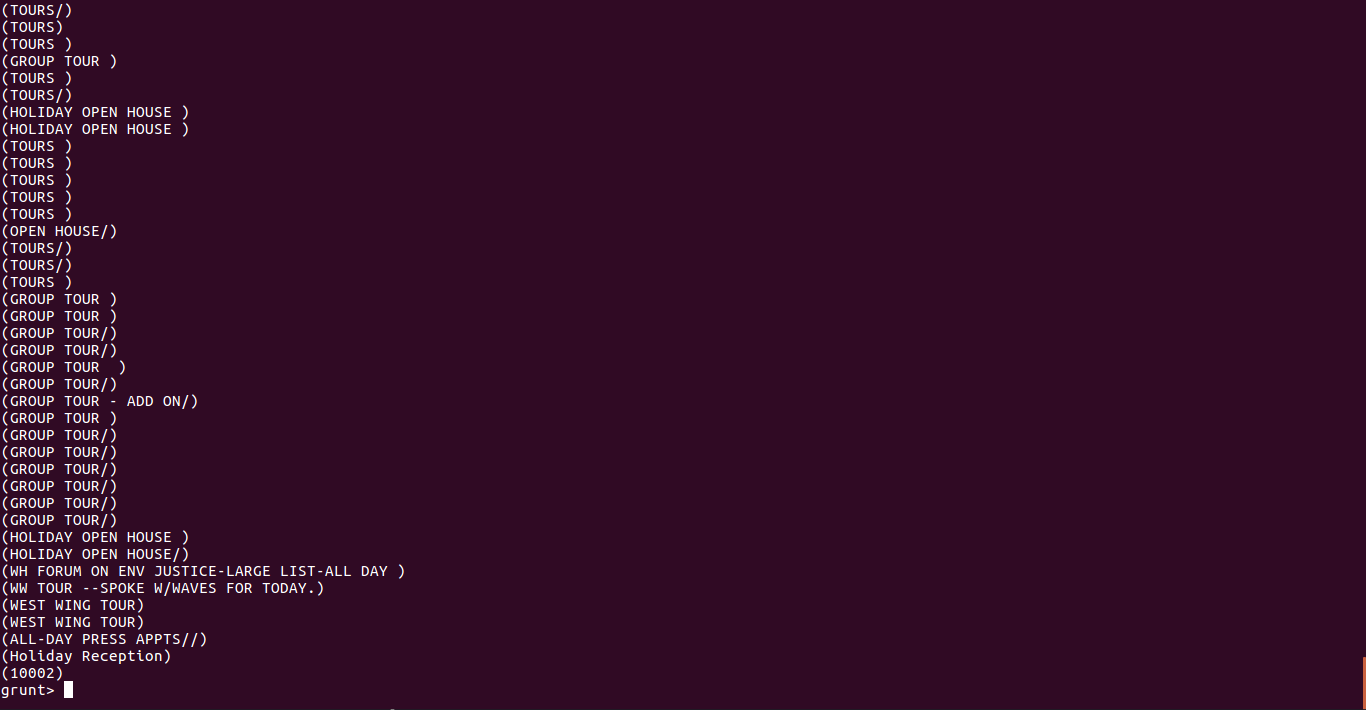 (TOURS/)
(TOURS)
(TOURS )
(GROUP TOUR )
(TOURS )
(TOURS/)
(HOLIDAY OPEN HOUSE )
(HOLIDAY OPEN HOUSE )
(TOURS )
(TOURS )
(TOURS )
(TOURS )
(TOURS )
(OPEN HOUSE/)
(TOURS/)
(TOURS/)
(TOURS )
(GROUP TOUR )
(GROUP TOUR )
(GROUP TOUR/)
(GROUP TOUR/)
(GROUP TOUR  )
(GROUP TOUR/)
(GROUP TOUR - ADD ON/)
(GROUP TOUR )
(GROUP TOUR/)
(GROUP TOUR/)
(GROUP TOUR/)
(GROUP TOUR/)
(GROUP TOUR/)
(GROUP TOUR/)
(HOLIDAY OPEN HOUSE )
(HOLIDAY OPEN HOUSE/)
(WH FORUM ON ENV JUSTICE-LARGE LIST-ALL DAY )
(WW TOUR --SPOKE W/WAVES FOR TODAY.)
(WEST WING TOUR)
(WEST WING TOUR)
(ALL-DAY PRESS APPTS//)
(Holiday Reception)
(10002)
grunt>